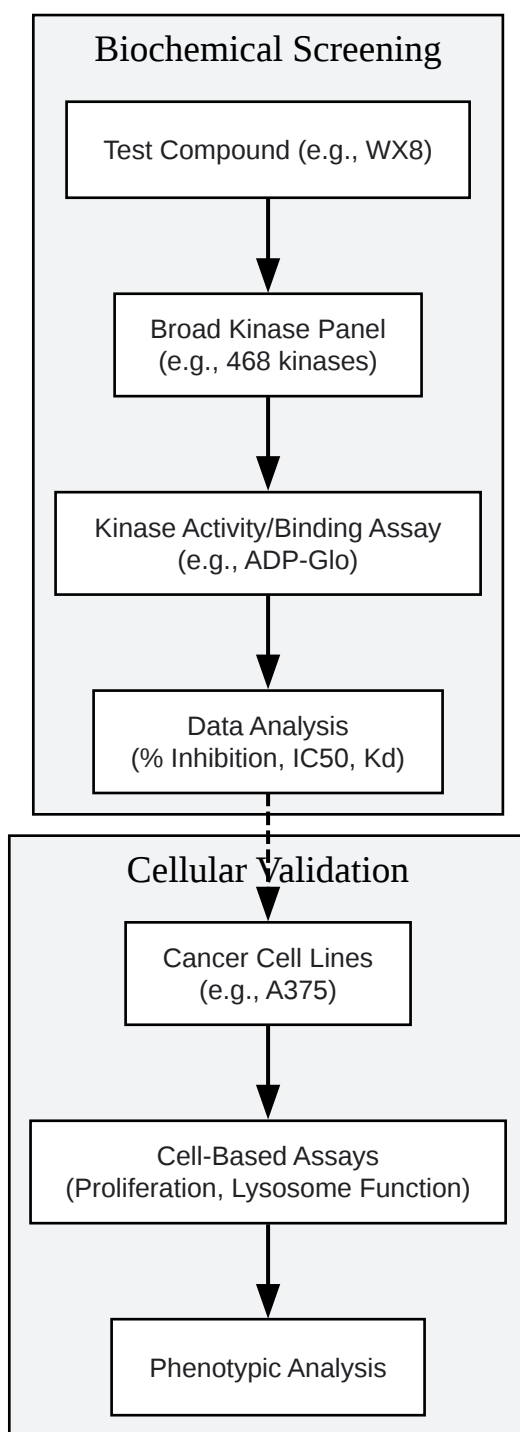 Biochemical Screening
Test Compound (e.g., WX8)
Broad Kinase Panel
(e.g., 468 kinases)
Kinase Activity/Binding Assay
(e.g., ADP-Glo)
Data Analysis
(% Inhibition, IC50, Kd)
Cellular Validation
Cancer Cell Lines
(e.g., A375)
Cell-Based Assays
(Proliferation, Lysosome Function)
Phenotypic Analysis